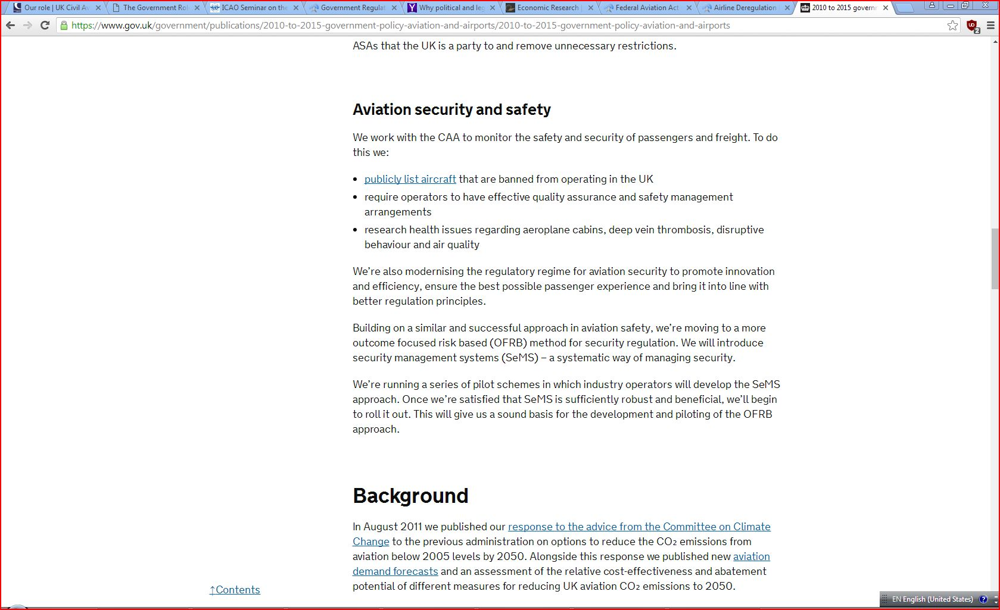 Our role | UK Civil Av
The Government Rol
ICAO Seminar on the
Government Regulat
Why political and leg
Economic Research |
Federal Aviation Act
Airline Deregulation
2010 to 2015 governm
https://www.gov.uk/government/publications/2010-to-2015-government-policy-aviation-and-airports/2010-to-2015-government-policy-aviation-and-airports
2
ASAs that the UK is a party to and remove unnecessary restrictions.
Aviation security and safety
We work with the CAA to monitor the safety and security of passengers and freight. To do
this we:
• publicly list aircraft that are banned from operating in the UK
• require operators to have effective quality assurance and safety management
arrangements
• research health issues regarding aeroplane cabins, deep vein thrombosis, disruptive
behaviour and air quality
We’re also modernising the regulatory regime for aviation security to promote innovation
and efficiency, ensure the best possible passenger experience and bring it into line with
better regulation principles.
Building on a similar and successful approach in aviation safety, we’re moving to a more
outcome focused risk based (OFRB) method for security regulation. We will introduce
security management systems (SeMS) – a systematic way of managing security.
We’re running a series of pilot schemes in which industry operators will develop the SeMS
approach. Once we’re satisfied that SeMS is sufficiently robust and beneficial, we’ll begin
to roll it out. This will give us a sound basis for the development and piloting of the OFRB
approach.
Background
In August 2011 we published our response to the advice from the Committee on Climate
Change to the previous administration on options to reduce the CO₂ emissions from
aviation below 2005 levels by 2050. Alongside this response we published new aviation
demand forecasts and an assessment of the relative cost-effectiveness and abatement
potential of different measures for reducing UK aviation CO₂ emissions to 2050.
↑Contents
EN English (United States)